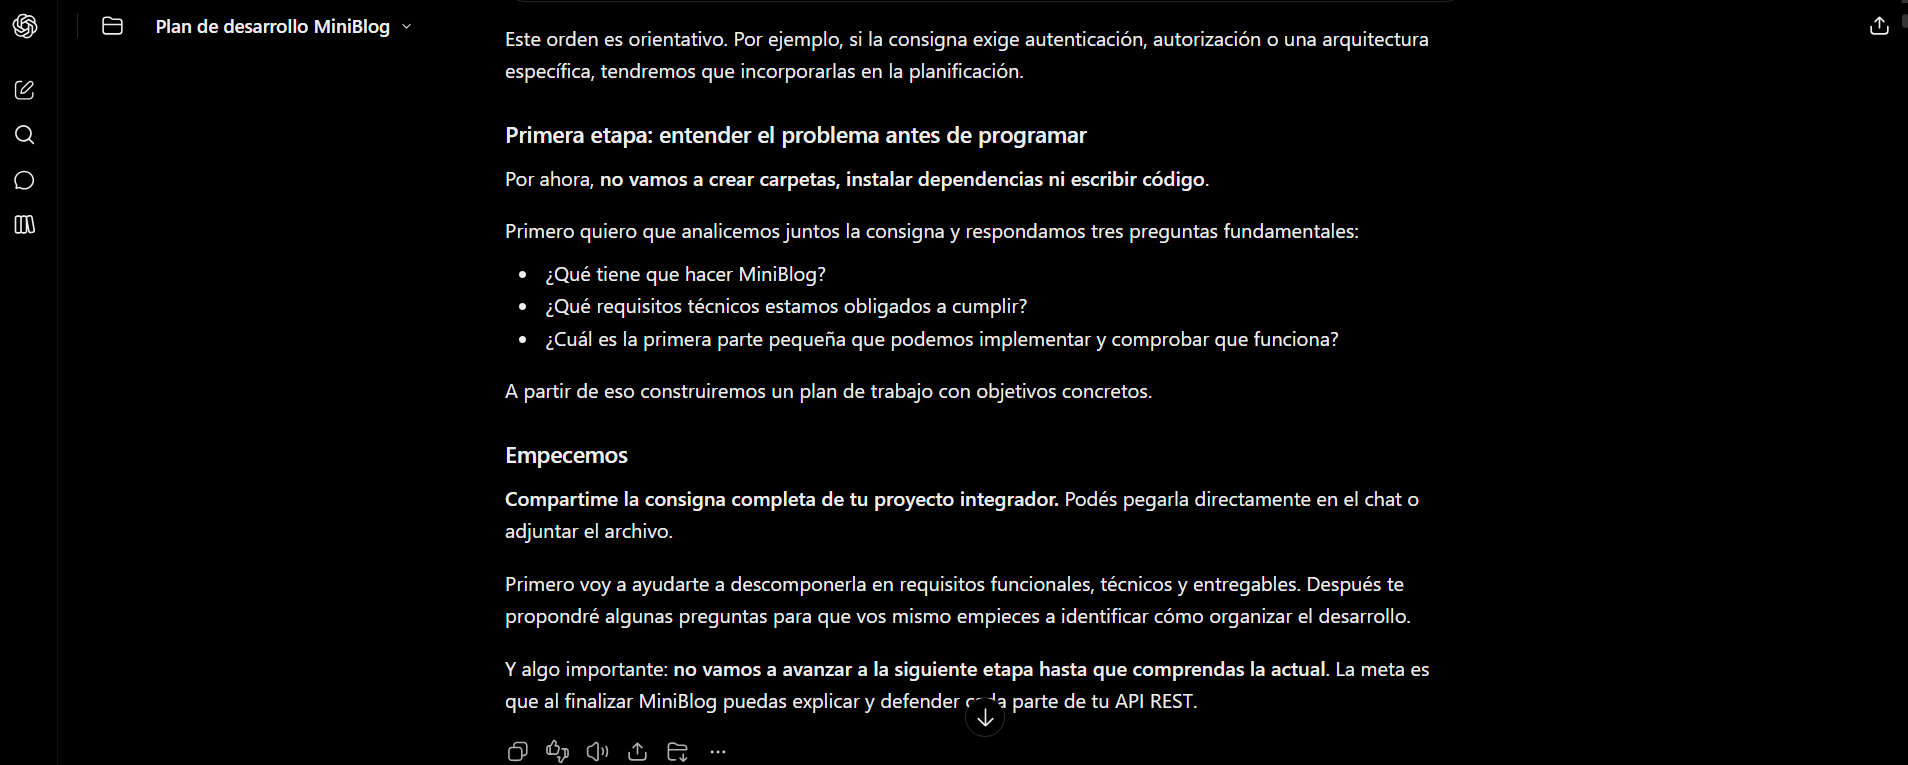 Plan de desarrollo MiniBlog
Este orden es orientativo. Por ejemplo, si la consigna exige autenticación, autorización o una arquitectura
específica, tendremos que incorporarlas en la planificación.
Primera etapa: entender el problema antes de programar
Por ahora, no vamos a crear carpetas, instalar dependencias ni escribir código.
Primero quiero que analicemos juntos la consigna y respondamos tres preguntas fundamentales:
• ¿Qué tiene que hacer MiniBlog?
• ¿Qué requisitos técnicos estamos obligados a cumplir?
• ¿Cuál es la primera parte pequeña que podemos implementar y comprobar que funciona?
A partir de eso construiremos un plan de trabajo con objetivos concretos.
Empecemos
Compartime la consigna completa de tu proyecto integrador. Podés pegarla directamente en el chat o
adjuntar el archivo.
Primero voy a ayudarte a descomponerla en requisitos funcionales, técnicos y entregables. Después te
propondré algunas preguntas para que vos mismo empieces a identificar cómo organizar el desarrollo.
Y algo importante: no vamos a avanzar a la siguiente etapa hasta que comprendas la actual. La meta es
que al finalizar MiniBlog puedas explicar y defender cada parte de tu API REST.